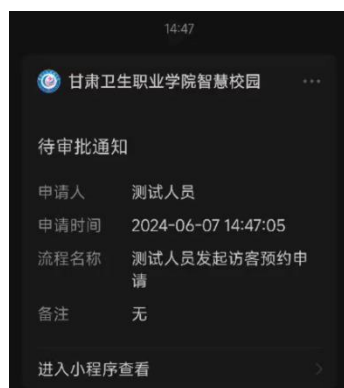 14:47
甘肃卫生职业学院智慧校园
待审批通知
申请人 测试人员
申请时间 2024-06-07 14:47:05
流程名称 测试人员发起访客预约申
请
备注 无
进入小程序查看